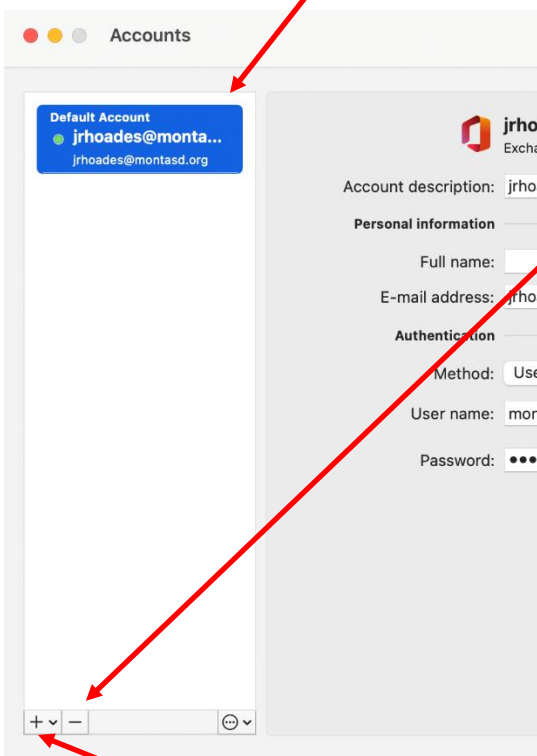 Accounts
Default Account
jrhoades@monta...
jrhoades@montasd.org
jrho
Excha
Account description: jrho
Personal information
Full name:
E-mail address: jrho
Authentication
Method: Use
User name: mon
Password: •••